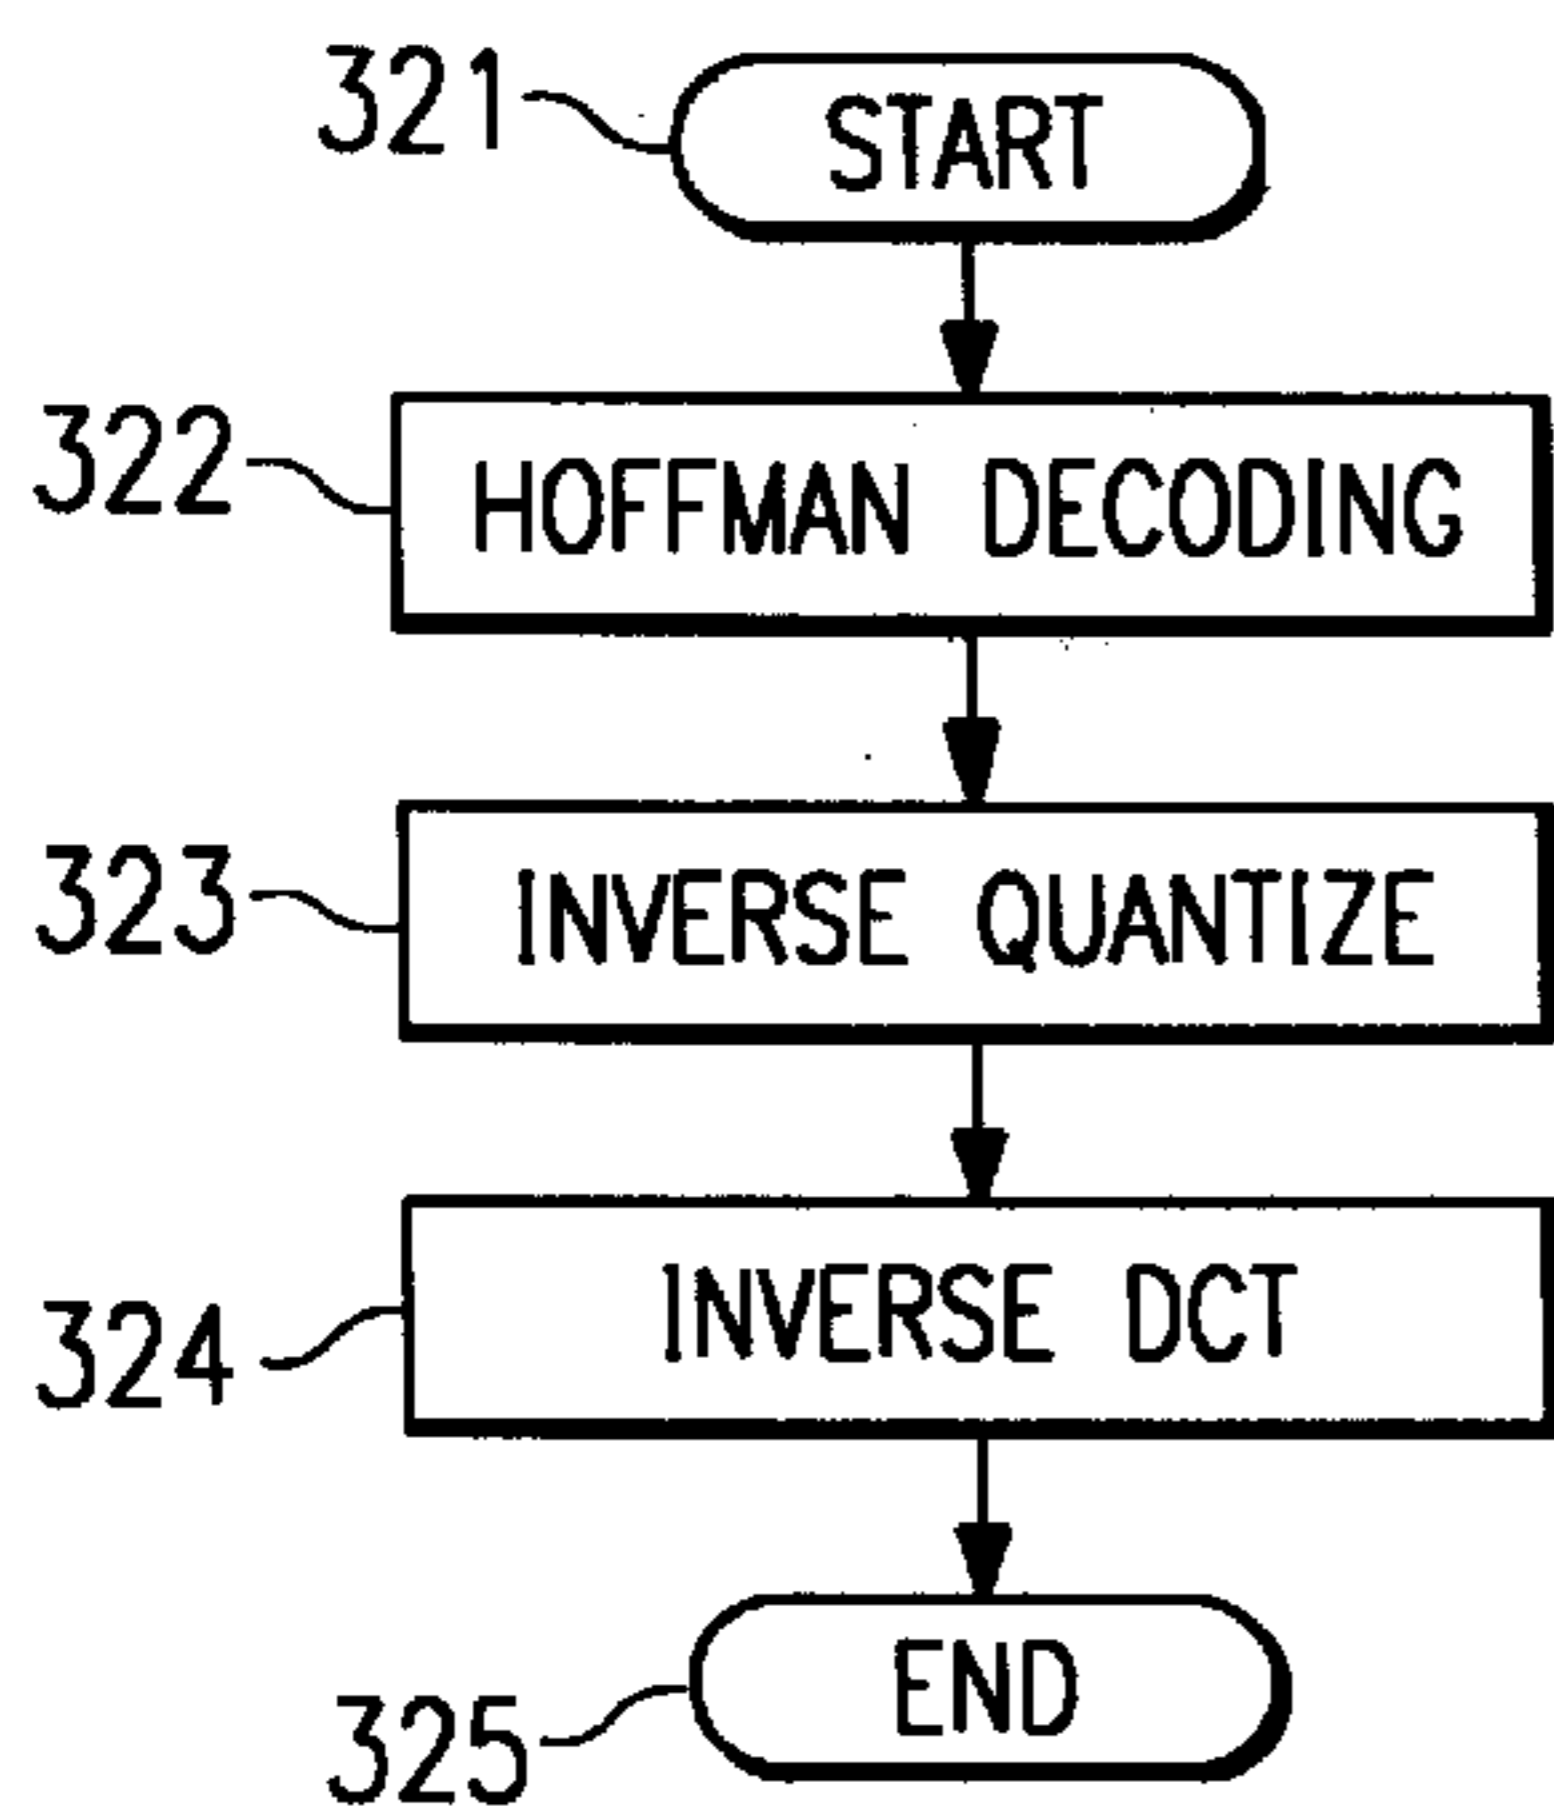 321
START
322
HOFFMAN DECODING
323
INVERSE QUANTIZE
324
INVERSE DCT
325
END